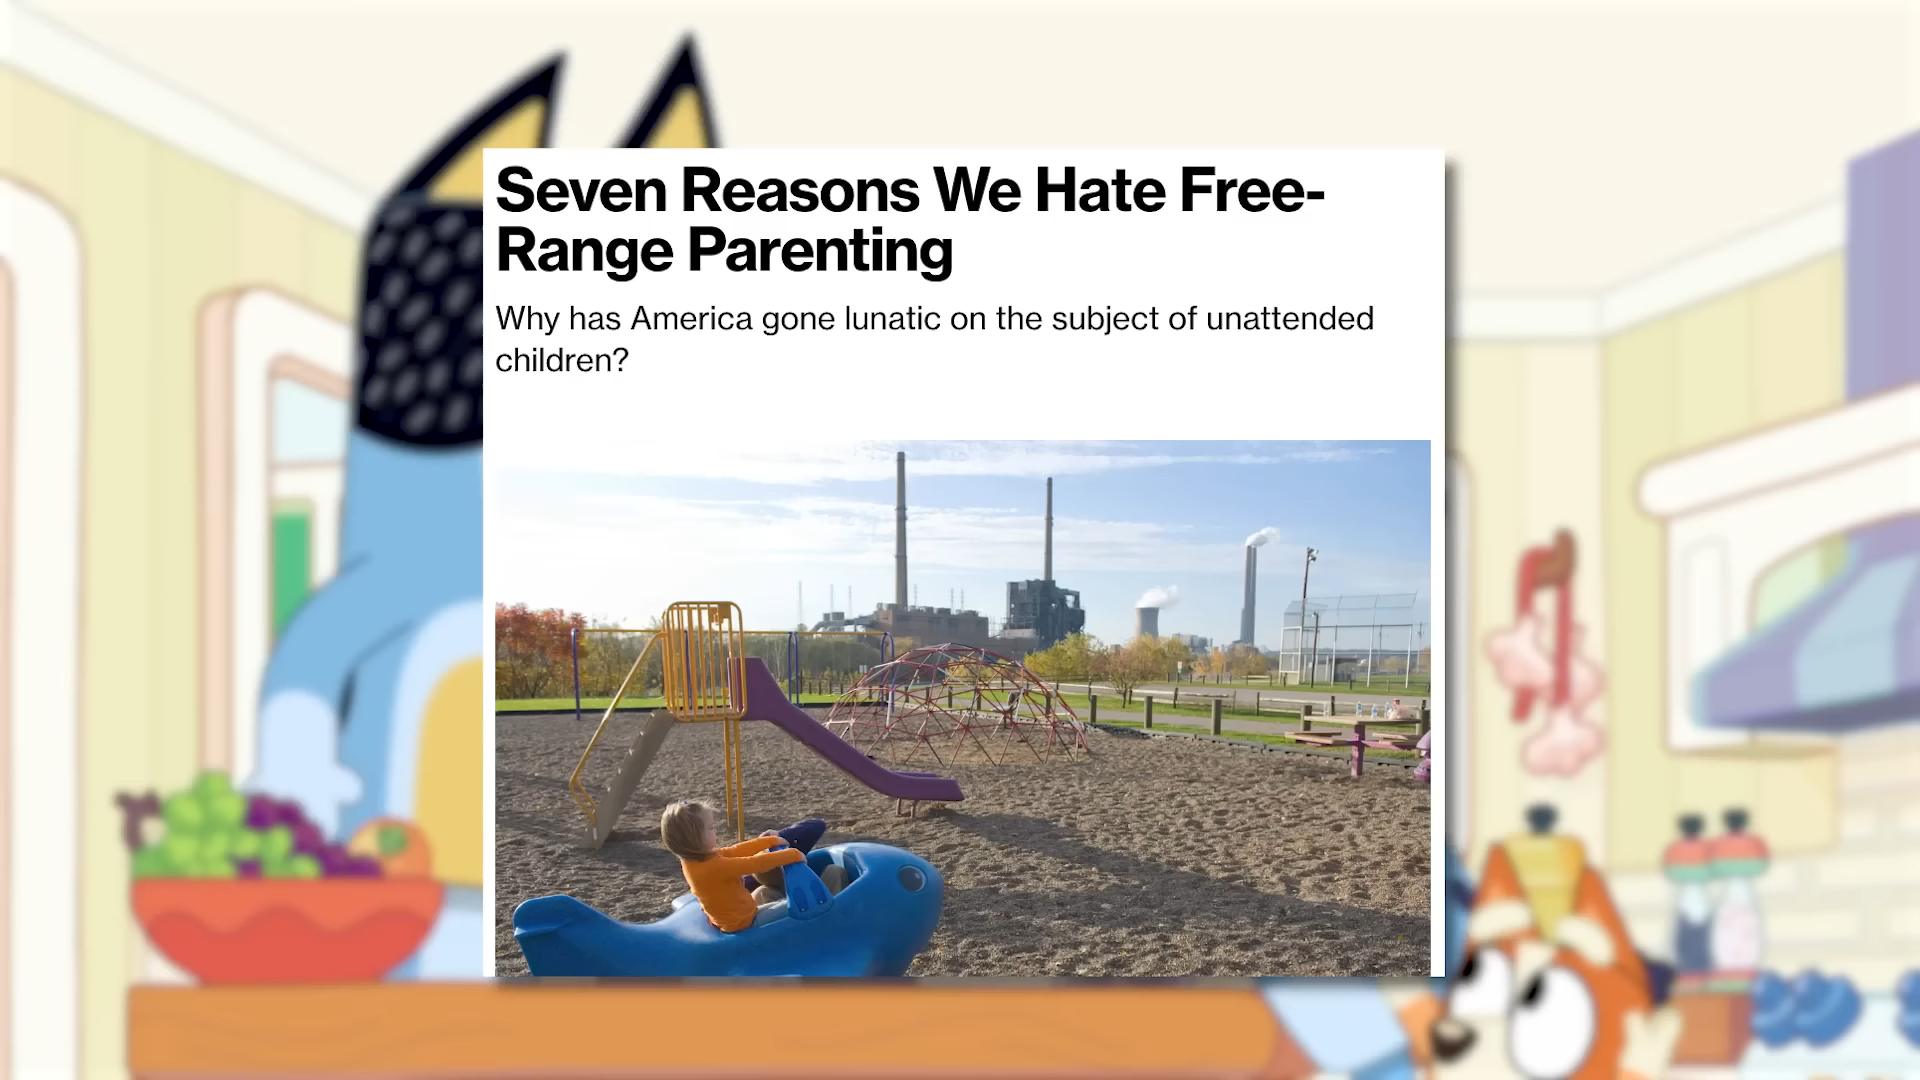 Seven Reasons We Hate Free-
Range Parenting
Why has America gone lunatic on the subject of unattended
children?